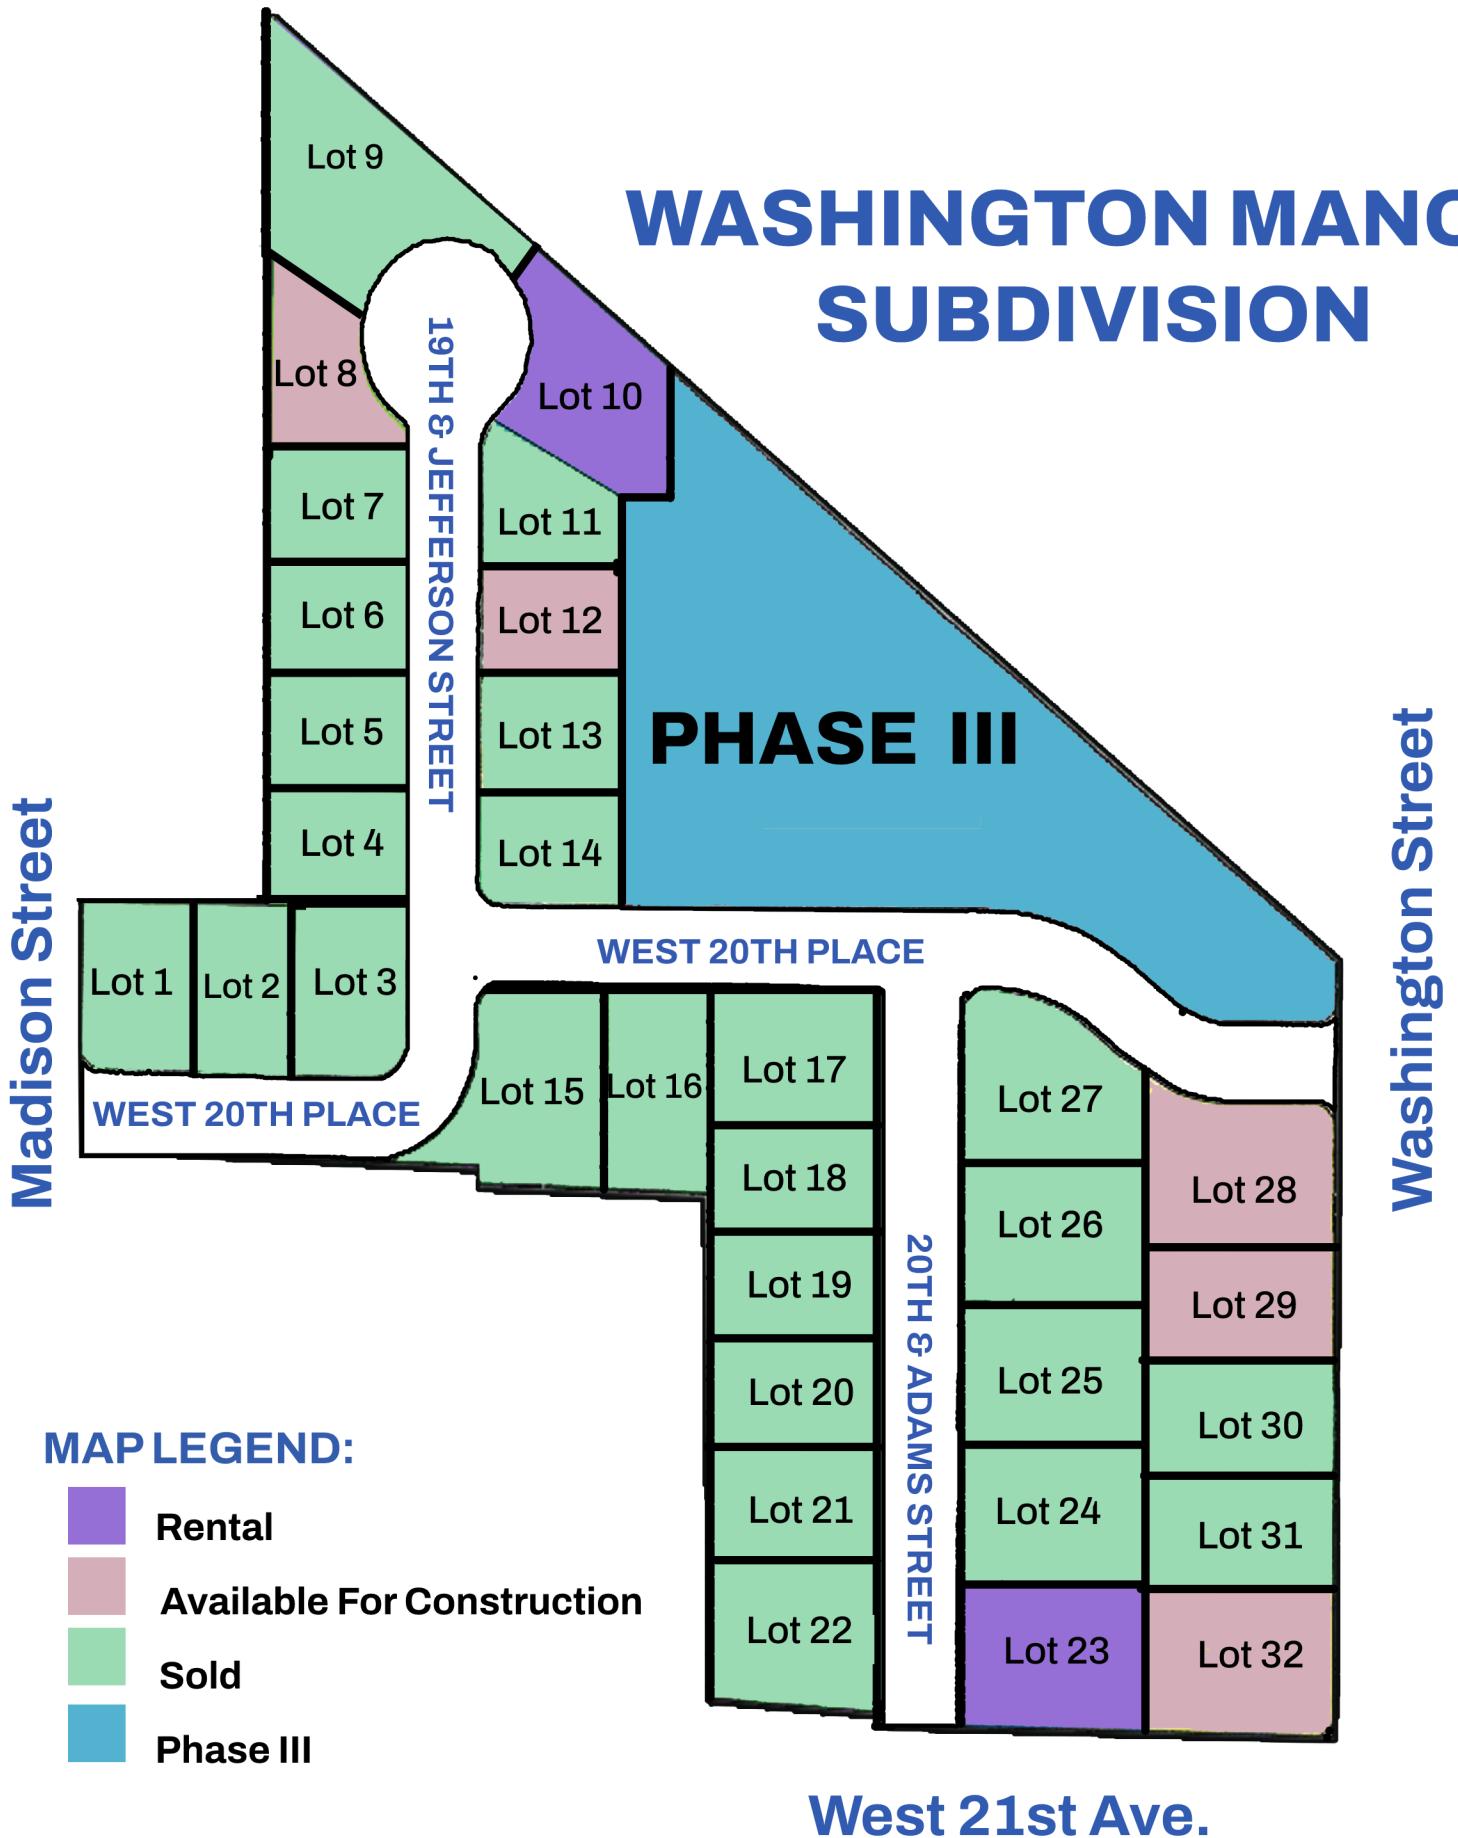 WASHINGTON MANO
SUBDIVISION
Lot 9
Lot 8
Lot 10
Lot 7
Lot 11
Lot 6
Lot 12
Lot 5
Lot 13
Lot 4
Lot 14
19TH & JEFFERSON STREET
PHASE III
Madison Street
Washington Street
Lot 1
Lot 2
Lot 3
WEST 20TH PLACE
WEST 20TH PLACE
Lot 15
Lot 16
Lot 17
Lot 18
Lot 19
Lot 20
Lot 21
Lot 22
20TH & ADAMS STREET
Lot 27
Lot 26
Lot 25
Lot 24
Lot 23
Lot 28
Lot 29
Lot 30
Lot 31
Lot 32
MAP LEGEND:
Rental
Available For Construction
Sold
Phase III
West 21st Ave.